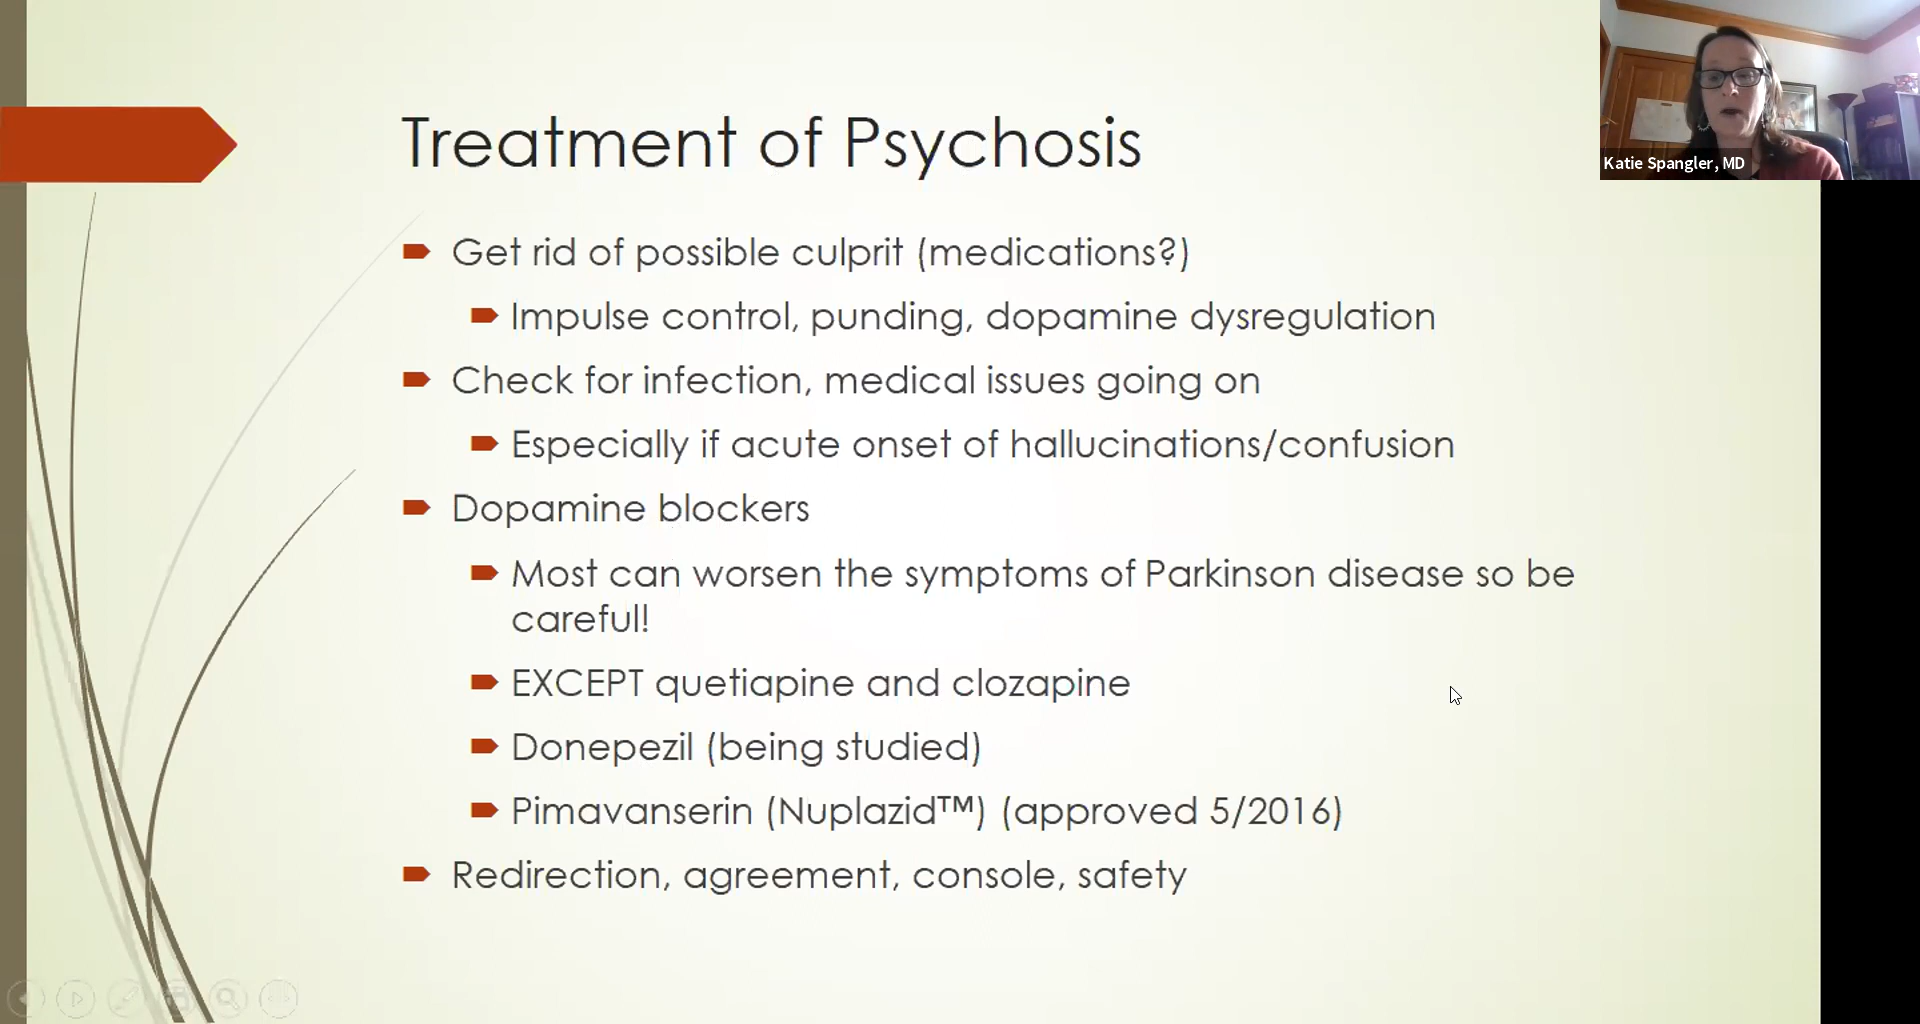 Treatment of Psychosis
Get rid of possible culprit (medications?)
Impulse control, punding, dopamine dysregulation
Check for infection, medical issues going on
Especially if acute onset of hallucinations/confusion
Dopamine blockers
Most can worsen the symptoms of Parkinson disease so be
careful!
EXCEPT quetiapine and clozapine
Donepezil (being studied)
Pimavanserin (Nuplazid™) (approved 5/2016)
Redirection, agreement, console, safety
Katie Spangler, MD